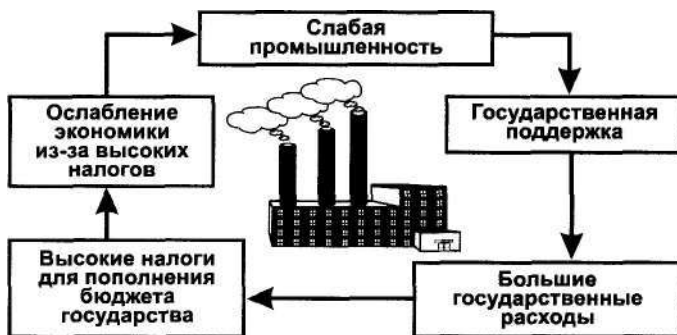 Слабая
промышленность
Государственная
поддержка
Большие
государственные
расходы
Высокие налоги
для пополнения
бюджета
государства
Ослабление
экономики
из-за высоких
налогов